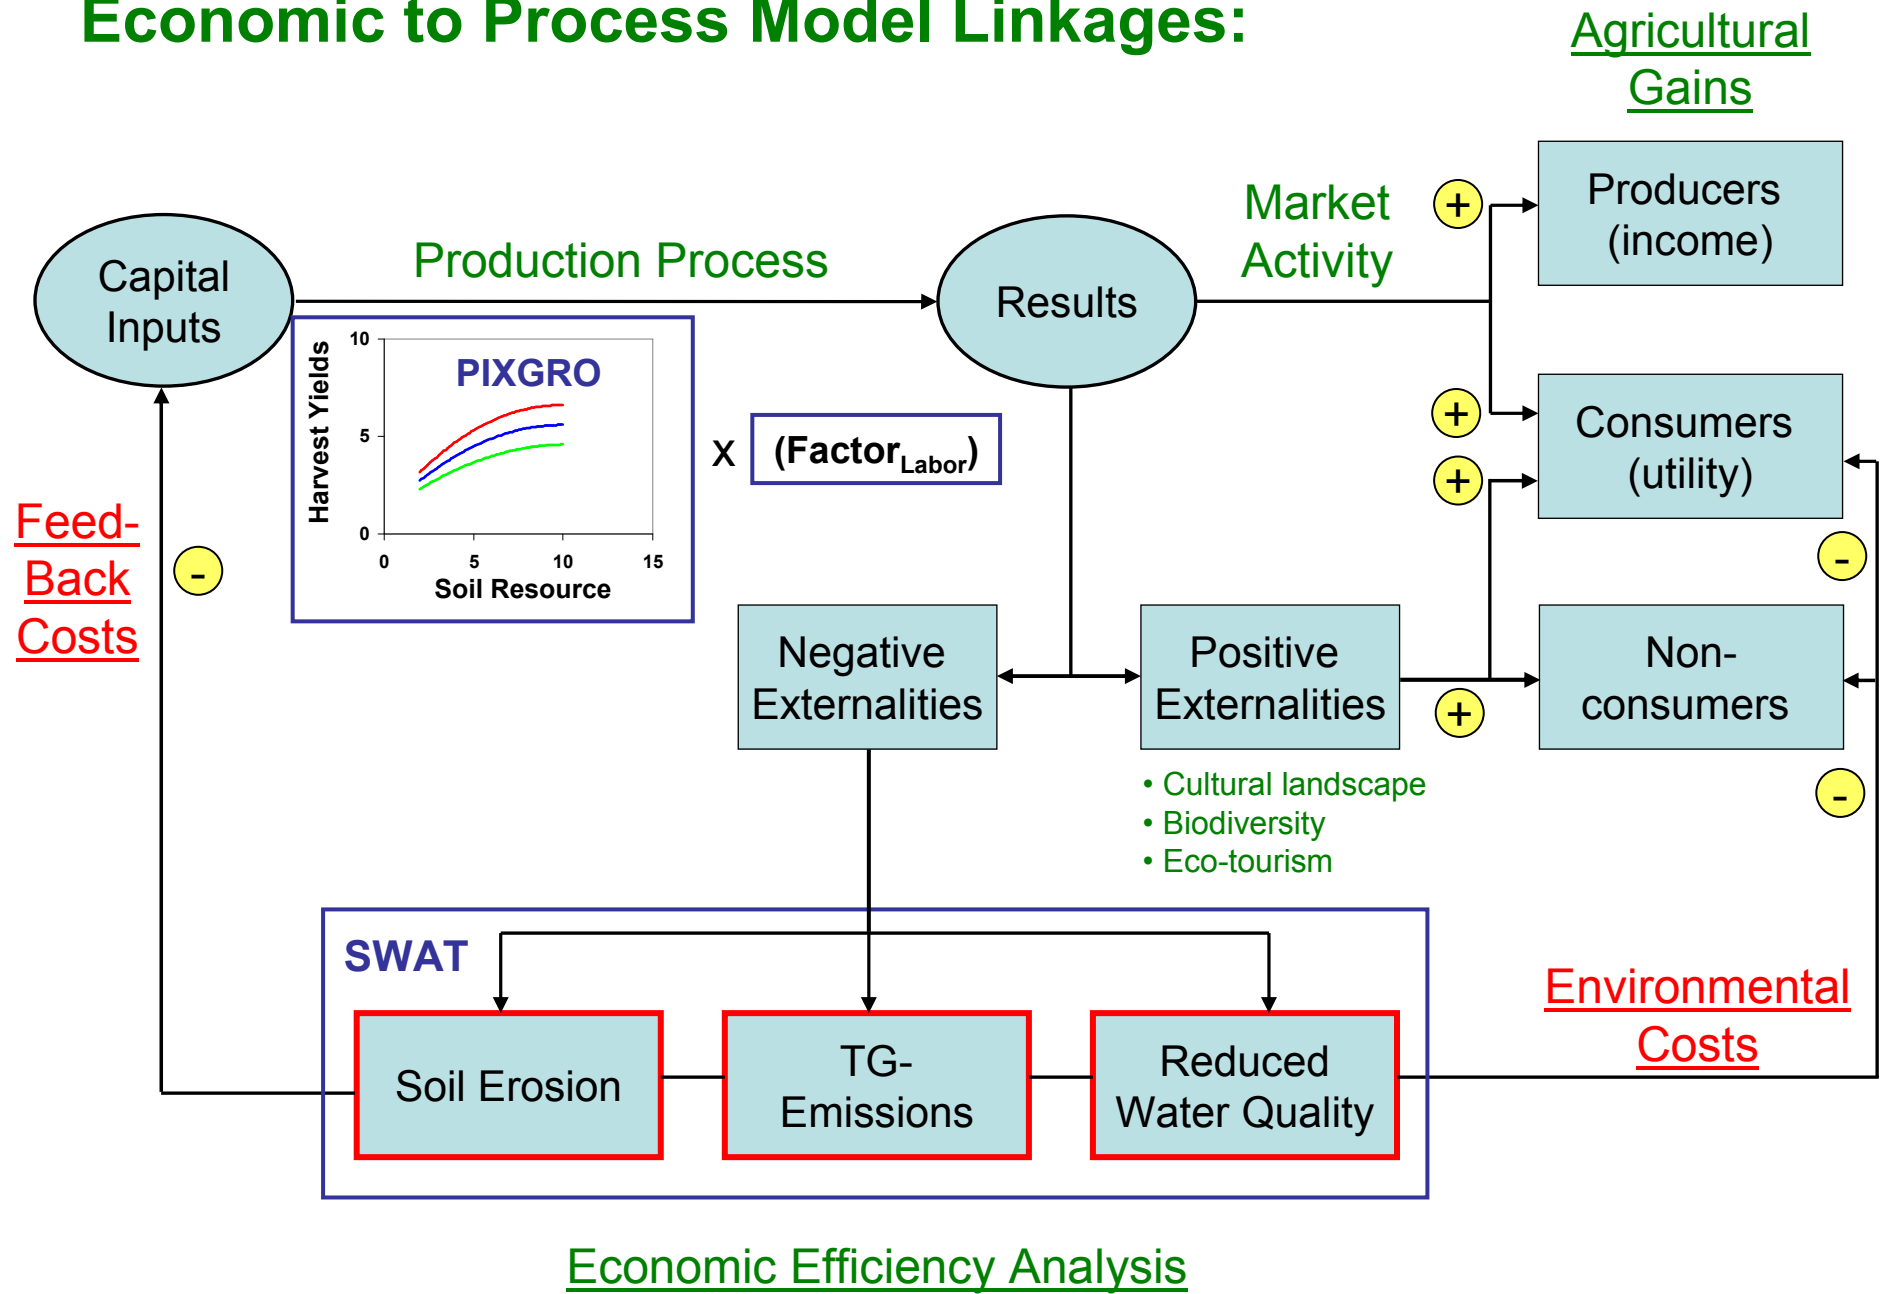 Economic to Process Model Linkages:
Agricultural
Gains
Producers
(income)
Market
Activity
+
Capital
Inputs
Production Process
Results
Harvest Yields
10
5
0
PIXGRO
0 5 10 15
Soil Resource
x
(FactorLabor)
+
Consumers
(utility)
+
-
Feed-
Back
Costs
-
Negative
Externalities
Positive
Externalities
+
Non-
consumers
-
• Cultural landscape
• Biodiversity
• Eco-tourism
SWAT
Soil Erosion
TG-
Emissions
Reduced
Water Quality
Environmental
Costs
Economic Efficiency Analysis